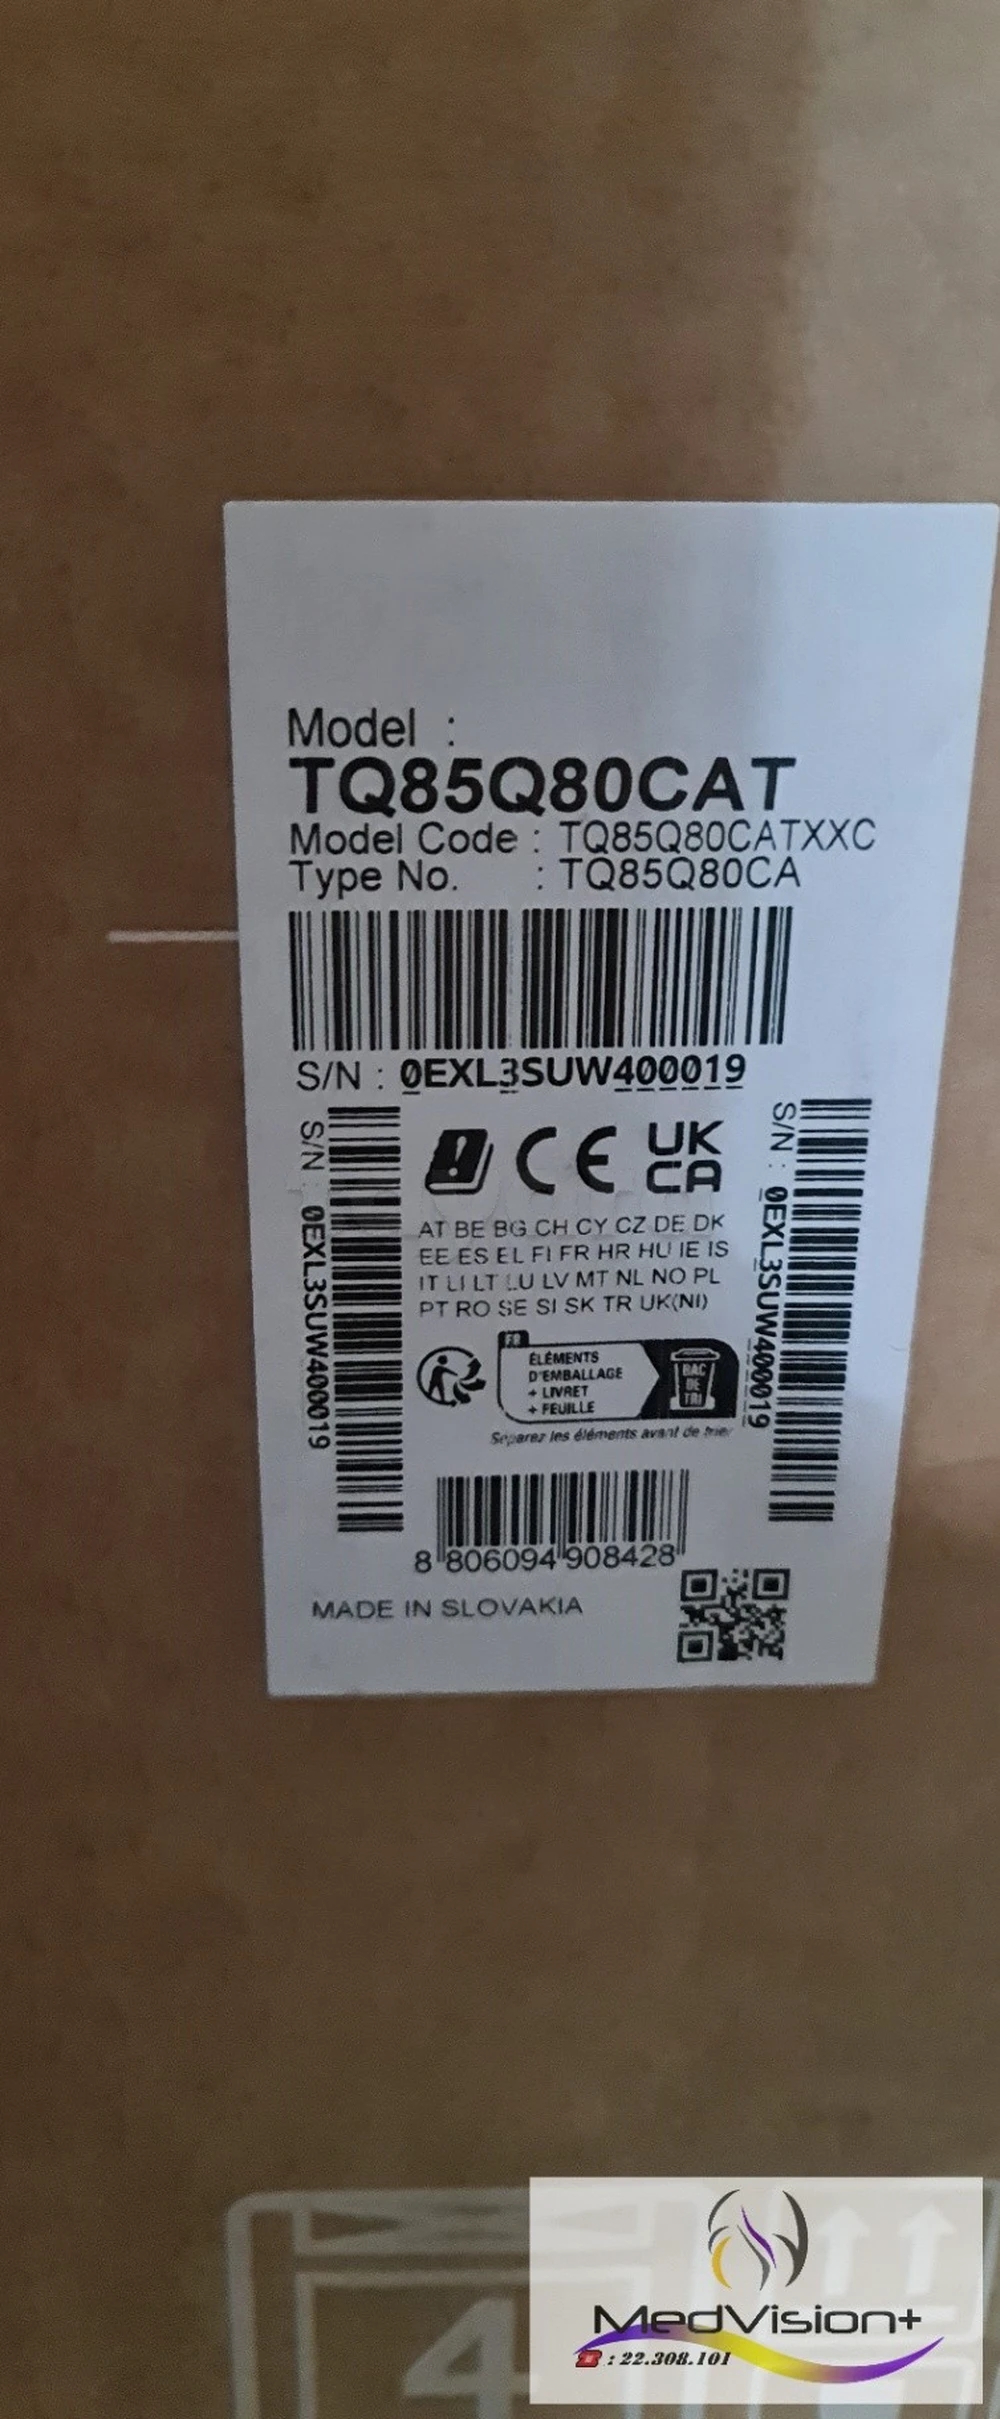 Model :
TQ85Q80CAT
Model Code : TQ85Q80CATXXC
Type No. : TQ85Q80CA
S/N : 0EXL3SUW400019
S/N : 0EXL3SUW400019
S/N : 0EXL3SUW400019
CE
UK
CA
AT BE BG CH CY CZ DE DK
EE ES EL FI FR HR HU IE IS
IT LI LT LU LV MT NL NO PL
PT RO SE SI SK TR UK(NI)
FR
ÉLÉMENTS
D'EMBALLAGE
+ LIVRET
+ FEUILLE
BAC
DE
TRI
Séparez les éléments avant de trier
8 806094 908428
MADE IN SLOVAKIA
4
MedVision+
☎ : 22.308.101